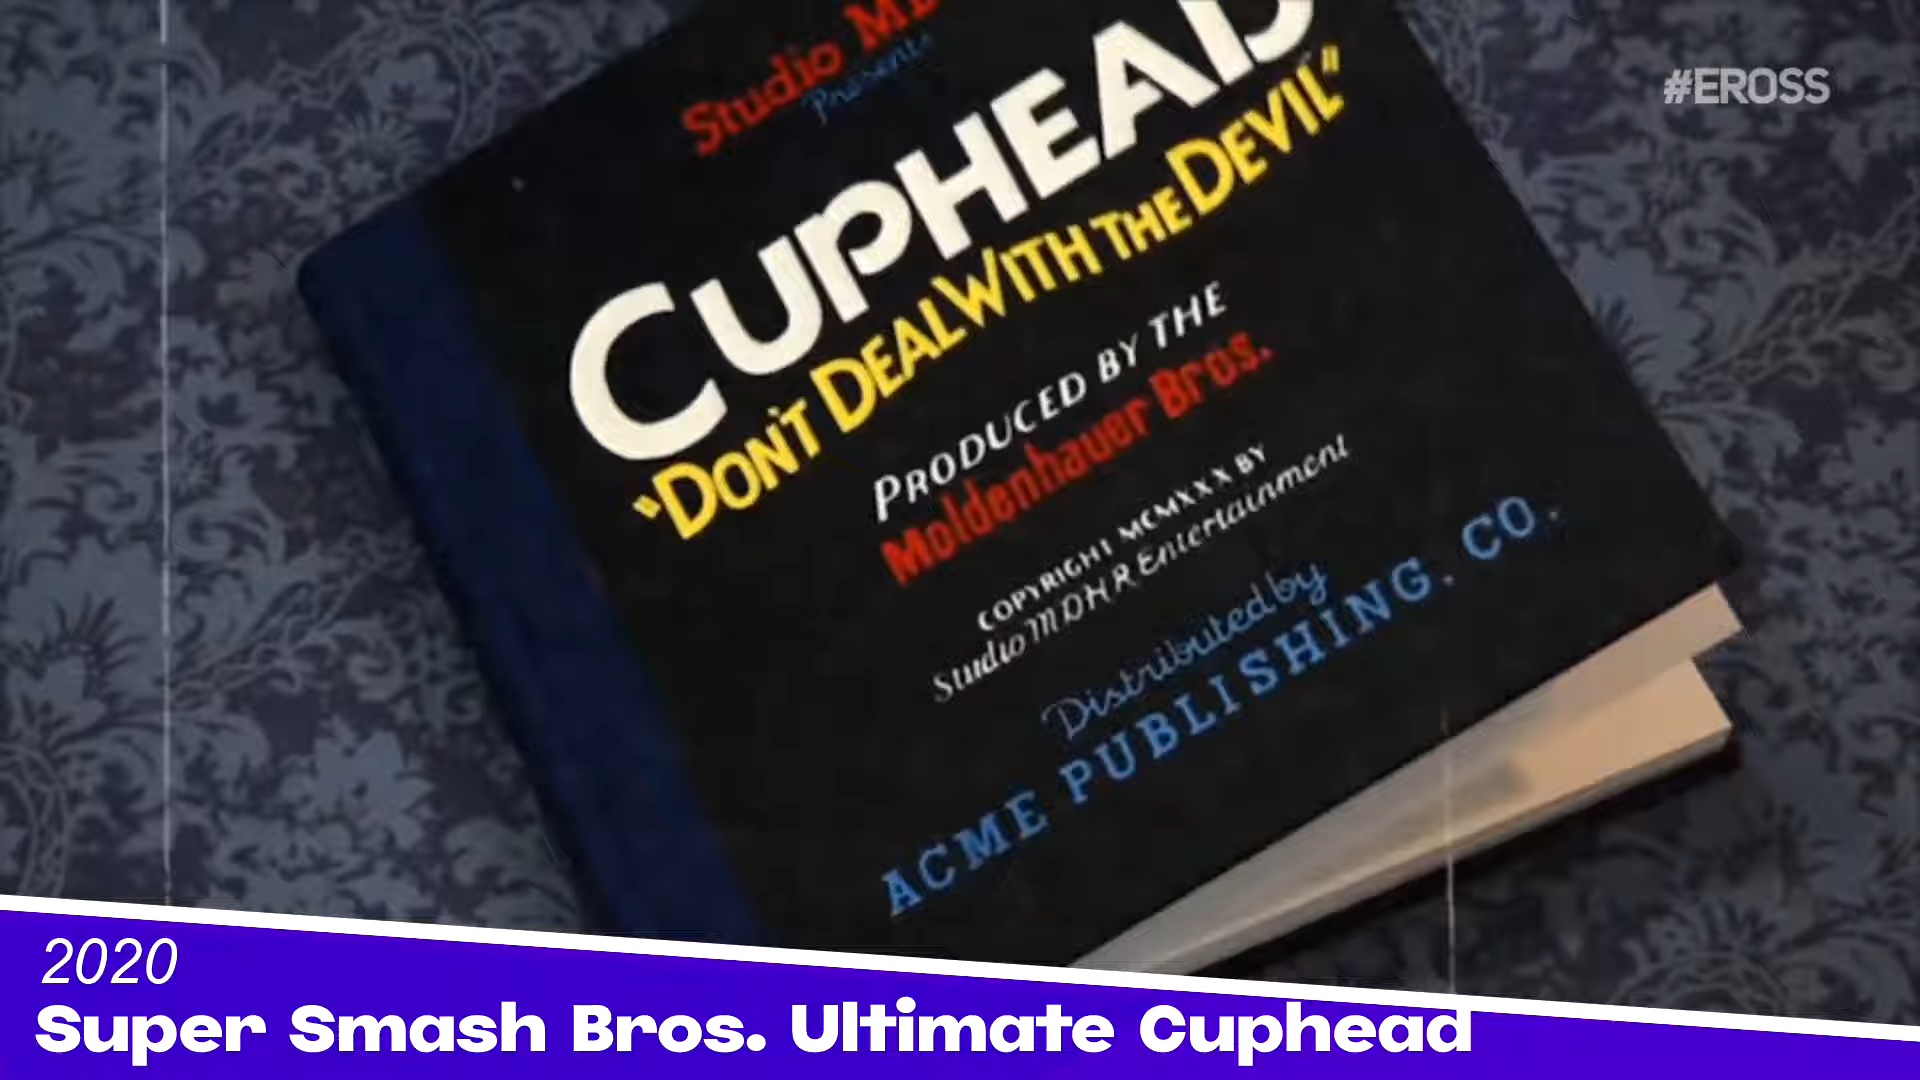 #EROSS
Studio
Presents
CUPHEAD
"DON'T DEAL WITH THE DEVIL"
PRODUCED BY THE
Moldenhauer Bros.
COPYRIGHT MCMXXX BY
Studio MDHR Entertainment
Distributed by
ACME PUBLISHING. CO.
2020
Super Smash Bros. Ultimate Cuphead